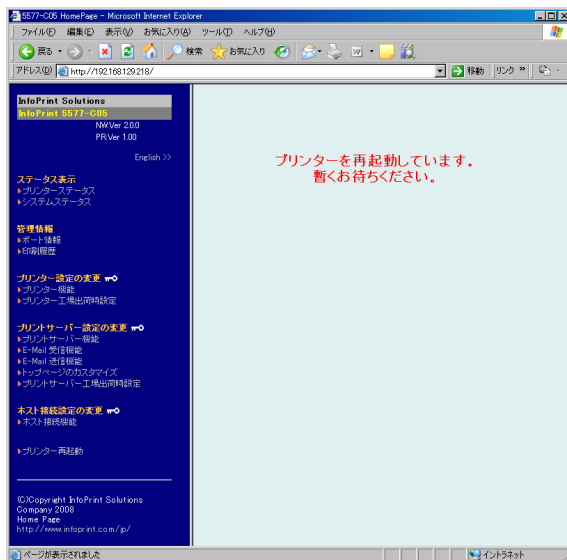 5577-C05 HomePage - Microsoft Internet Explorer
ファイル(F) 編集(E) 表示(V) お気に入り(A) ツール(T) ヘルプ(H)
戻る 検索 お気に入り
アドレス(D) http://192.168.129.218/ 移動 リンク »
InfoPrint Solutions
InfoPrint 5577-C05
NW:Ver 2.0.0
PR:Ver 1.00
English >>
ステータス表示
プリンターステータス
システムステータス
管理情報
ポート情報
印刷履歴
プリンター設定の変更
プリンター機能
プリンター工場出荷時設定
プリントサーバー設定の変更
プリントサーバー機能
E-Mail 受信機能
E-Mail 送信機能
トップページのカスタマイズ
プリントサーバー工場出荷時設定
ホスト接続設定の変更
ホスト接続機能
プリンター再起動
(C)Copyright InfoPrint Solutions
Company 2008
Home Page
http://www.infoprint.com/jp/
プリンターを再起動しています。
暫くお待ちください。
ページが表示されました イントラネット